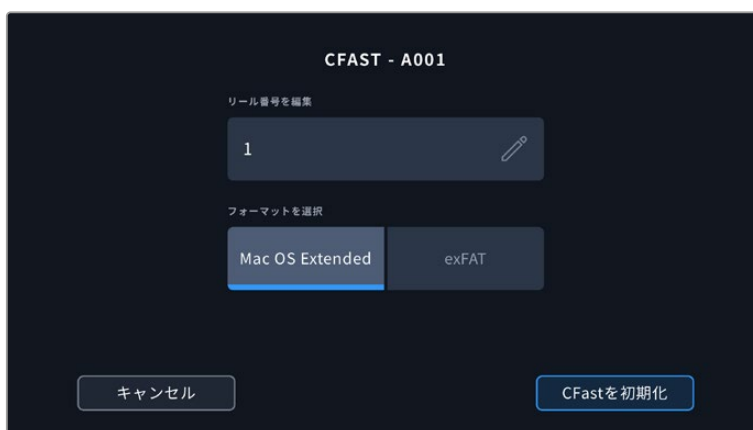 CFAST - A001
リール番号を編集
1
フォーマットを選択
Mac OS Extended
exFAT
キャンセル
CFastを初期化